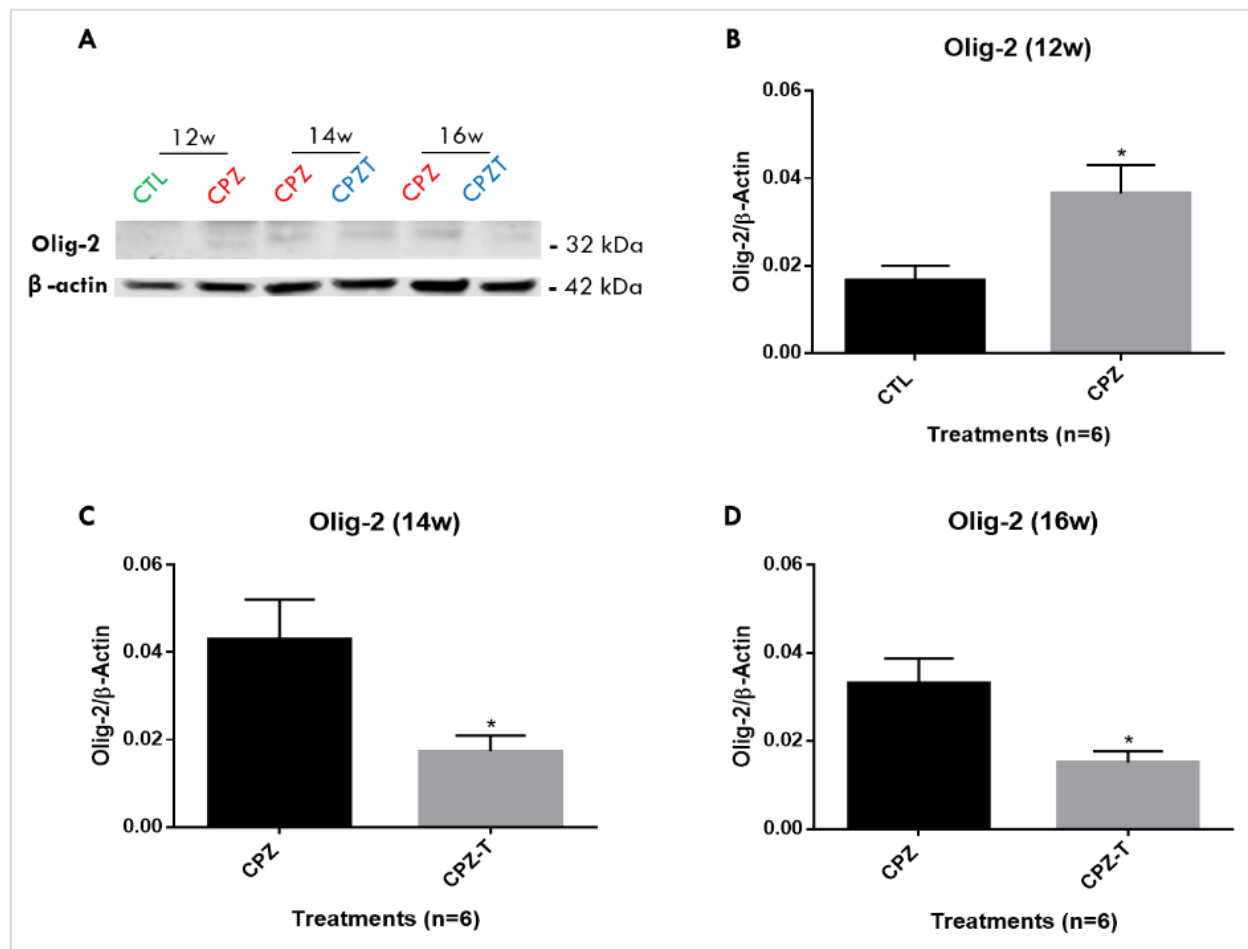 A
12w 14w 16w
CTL CPZ CPZ CPZT CPZ CPZT
Olig-2 - 32 kDa
β-actin - 42 kDa
B
Olig-2 (12w)
0.06
0.04
0.02
0.00
Olig-2/β-Actin
*
CTL CPZ
Treatments (n=6)
C
Olig-2 (14w)
0.06
0.04
0.02
0.00
Olig-2/β-Actin
*
CPZ CPZ-T
Treatments (n=6)
D
Olig-2 (16w)
0.06
0.04
0.02
0.00
Olig-2/β-Actin
*
CPZ CPZ-T
Treatments (n=6)